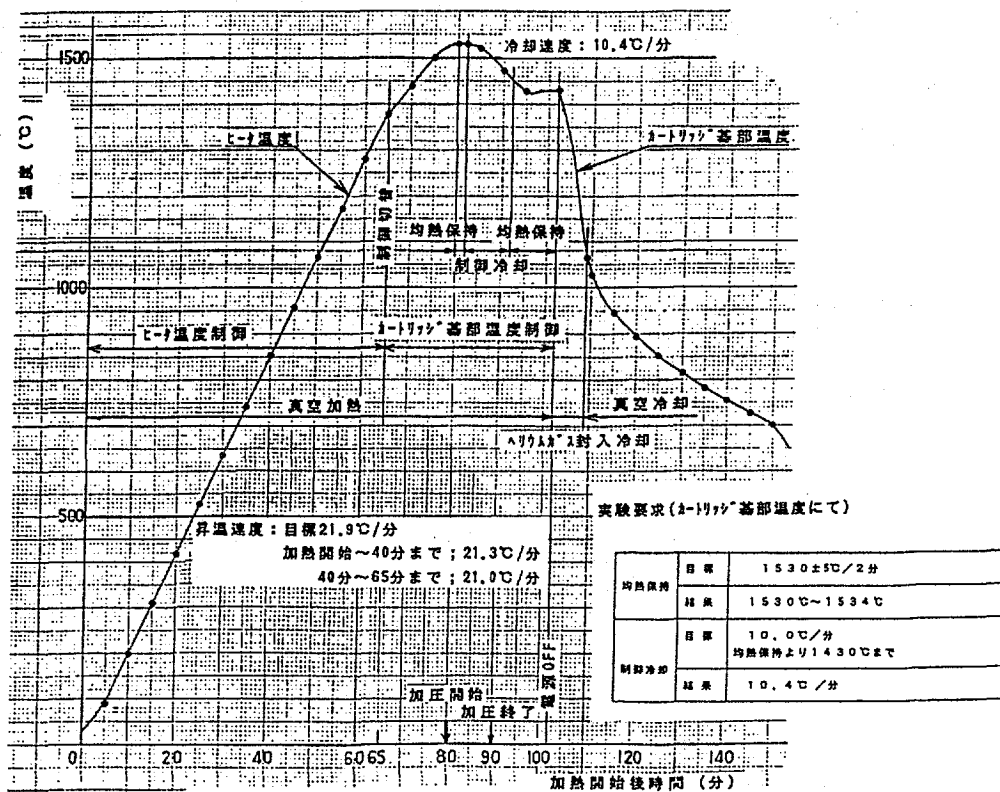 1500
冷却速度：10.4℃/分
温度 (℃)
ヒータ温度
カートリッジ基部温度
制御切替
均熱保持
均熱保持
制御冷却
1000
ヒータ温度制御
カートリッジ基部温度制御
真空加熱
真空冷却
ヘリウムガス封入冷却
500
昇温速度：目標21.9℃/分
加熱開始～40分まで；21.3℃/分
40分～65分まで；21.0℃/分
実験要求(カートリッジ基部温度にて)
均熱保持
目標
1530±5℃/2分
結果
1530℃～1534℃
制御冷却
目標
10.0℃/分
均熱保持より1430℃まで
結果
10.4℃/分
電源OFF
加圧開始
加圧終了
0 20 40 60 65 80 90 100 120 140
加熱開始後時間 (分)